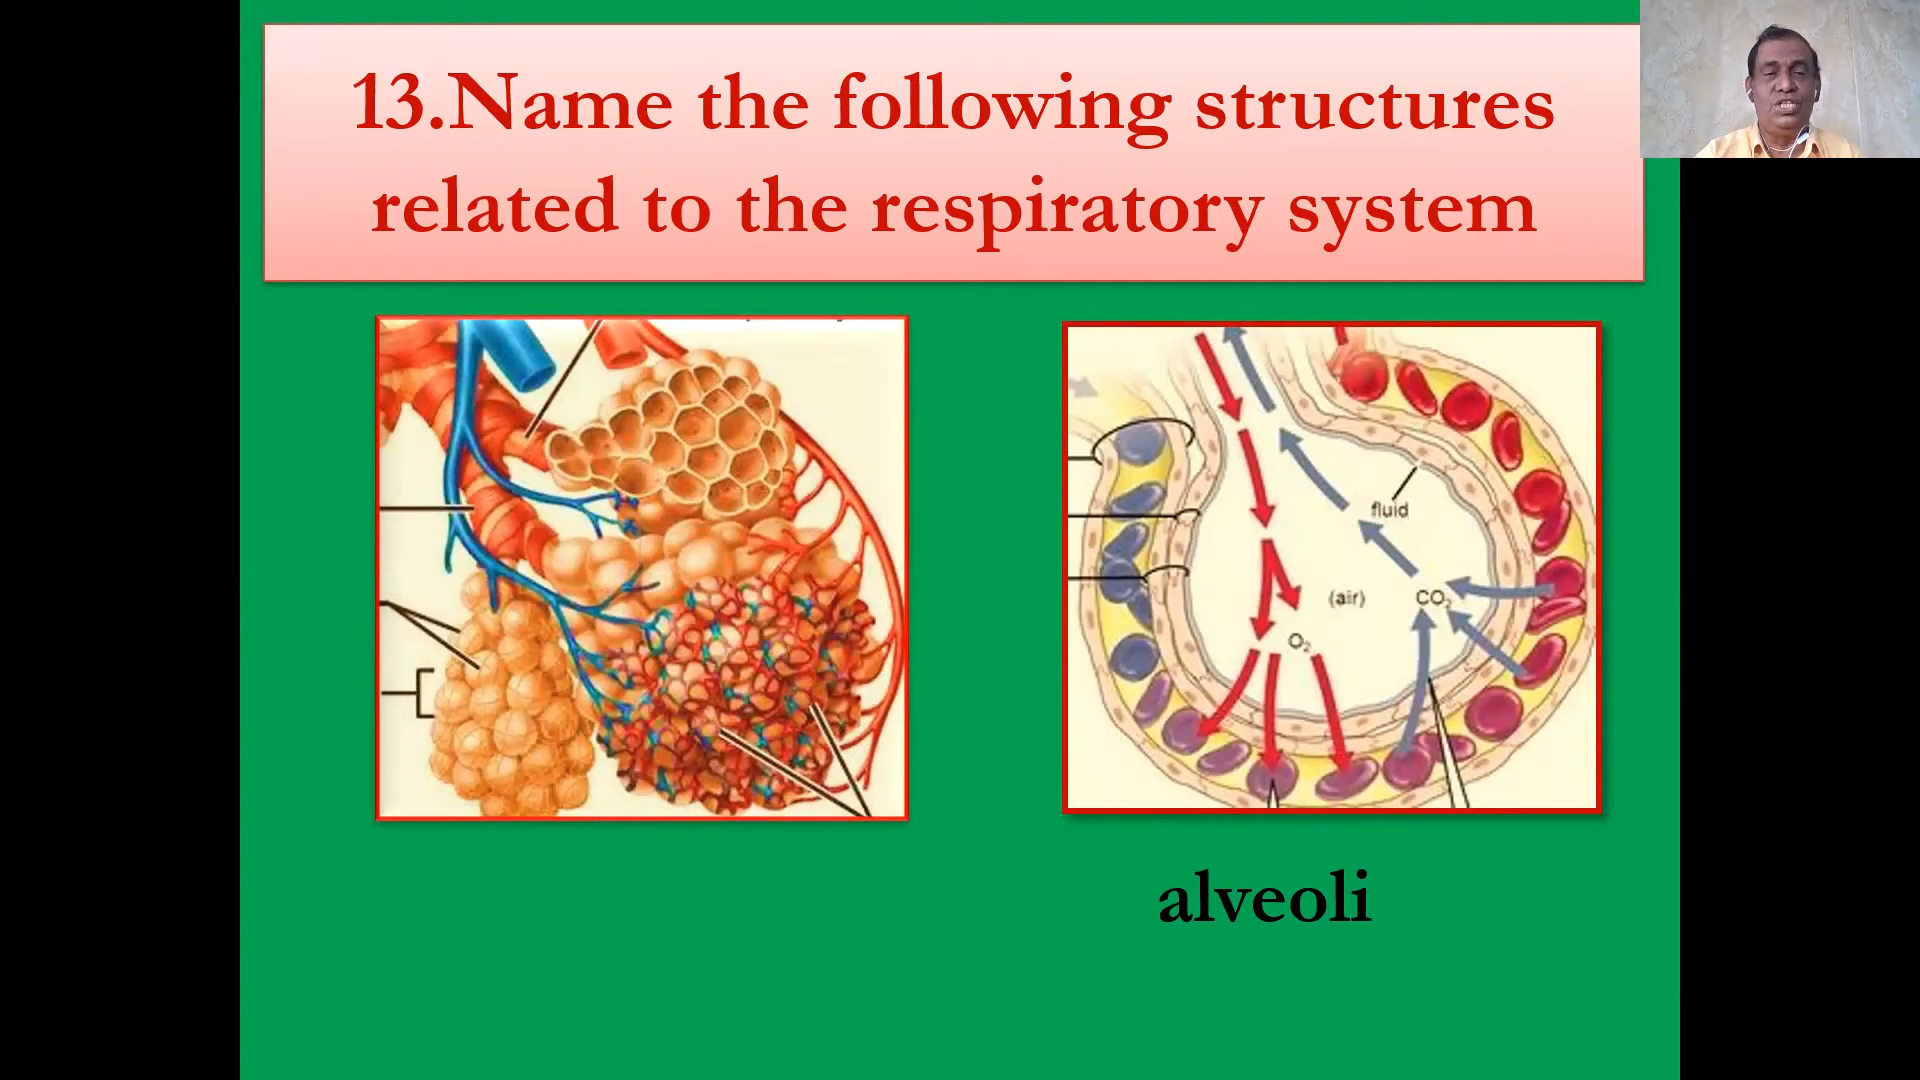 13.Name the following structures
related to the respiratory system
fluid
(air)
CO₂
O₂
alveoli